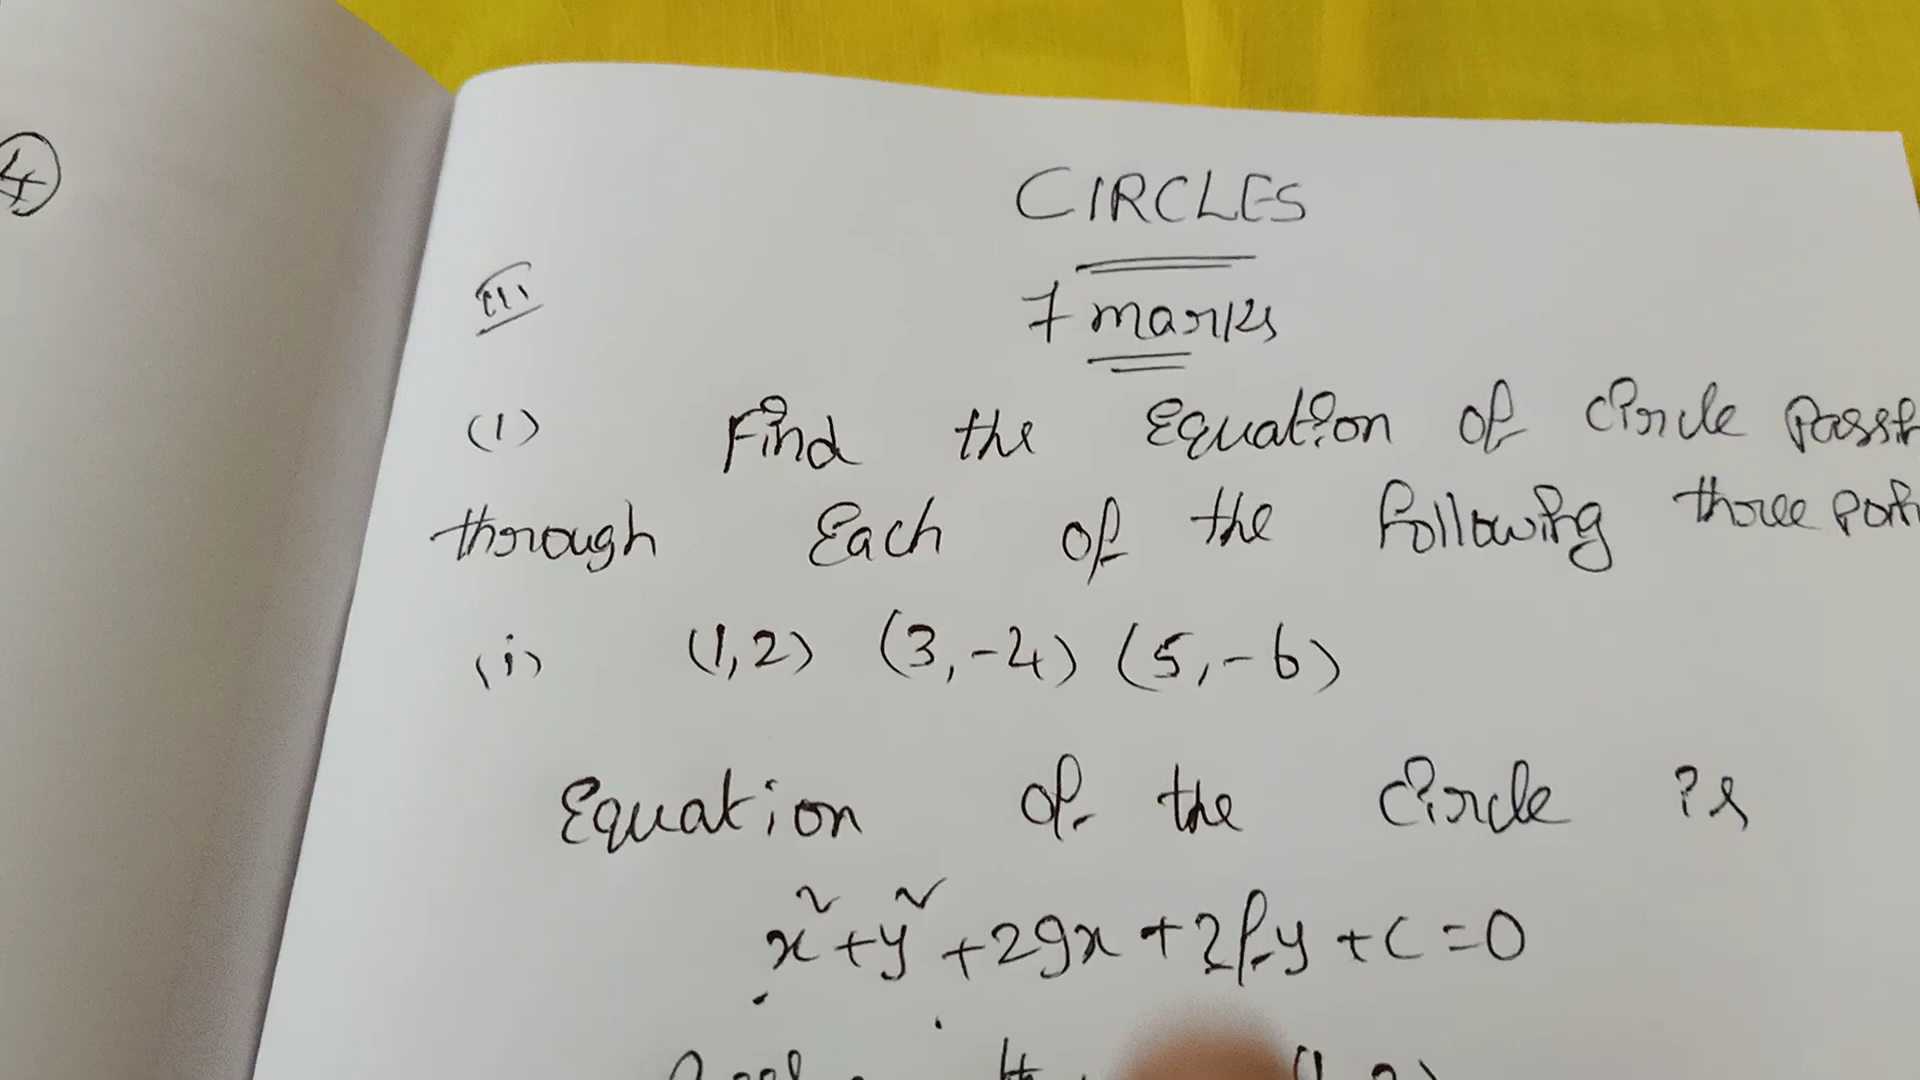 4
CIRCLES
III,
7 marks
(1) Find the Equation of Circle
through Each of the following three
(i) (1,2) (3,-4) (5,-6)
Equation of the Circle is
x²+y²+2gx+2fy+c=0